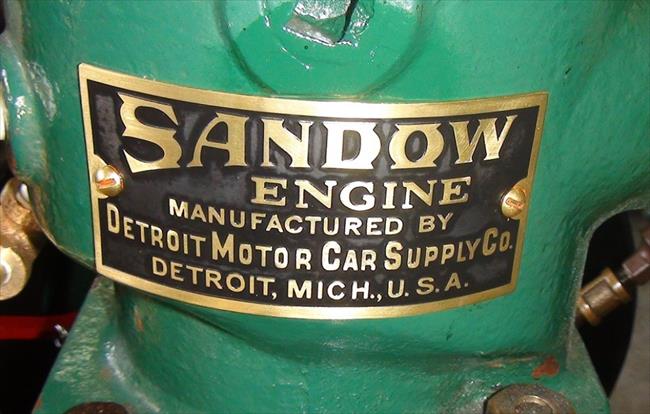 SANDOW
ENGINE
MANUFACTURED BY
DETROIT MOTOR CAR SUPPLY CO.
DETROIT, MICH., U.S.A.